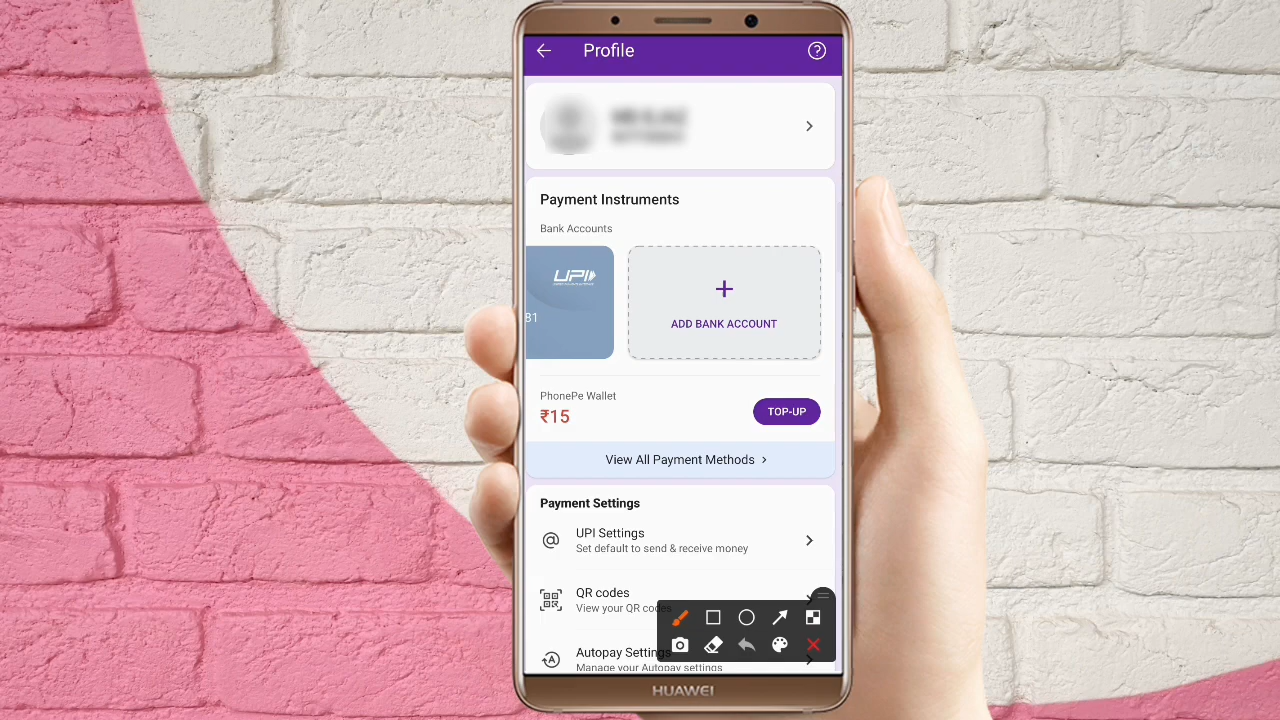 Profile
Payment Instruments
Bank Accounts
UPI
81
ADD BANK ACCOUNT
PhonePe Wallet
₹15
TOP-UP
View All Payment Methods
Payment Settings
UPI Settings
Set default to send & receive money
QR codes
View your QR codes
Autopay Settings
Manage your Autopay settings
HUAWEI